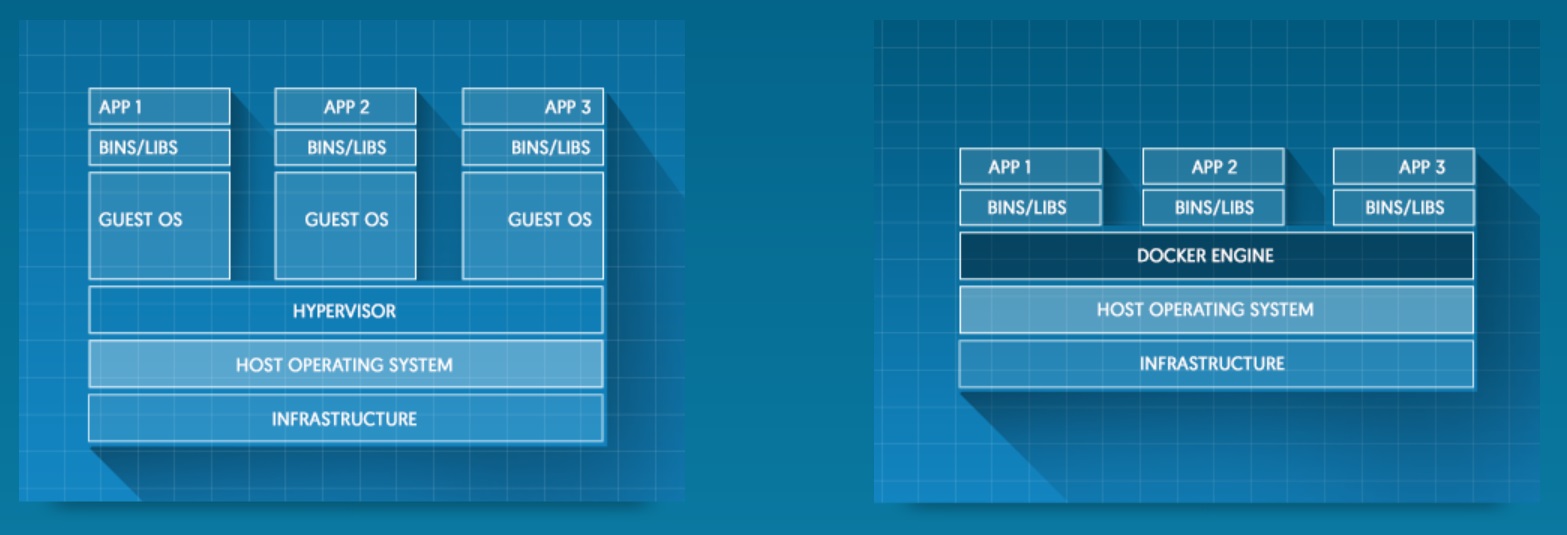 APP 1
APP 2
APP 3
BINS/LIBS
BINS/LIBS
BINS/LIBS
GUEST OS
GUEST OS
GUEST OS
HYPERVISOR
HOST OPERATING SYSTEM
INFRASTRUCTURE
APP 1
APP 2
APP 3
BINS/LIBS
BINS/LIBS
BINS/LIBS
DOCKER ENGINE
HOST OPERATING SYSTEM
INFRASTRUCTURE